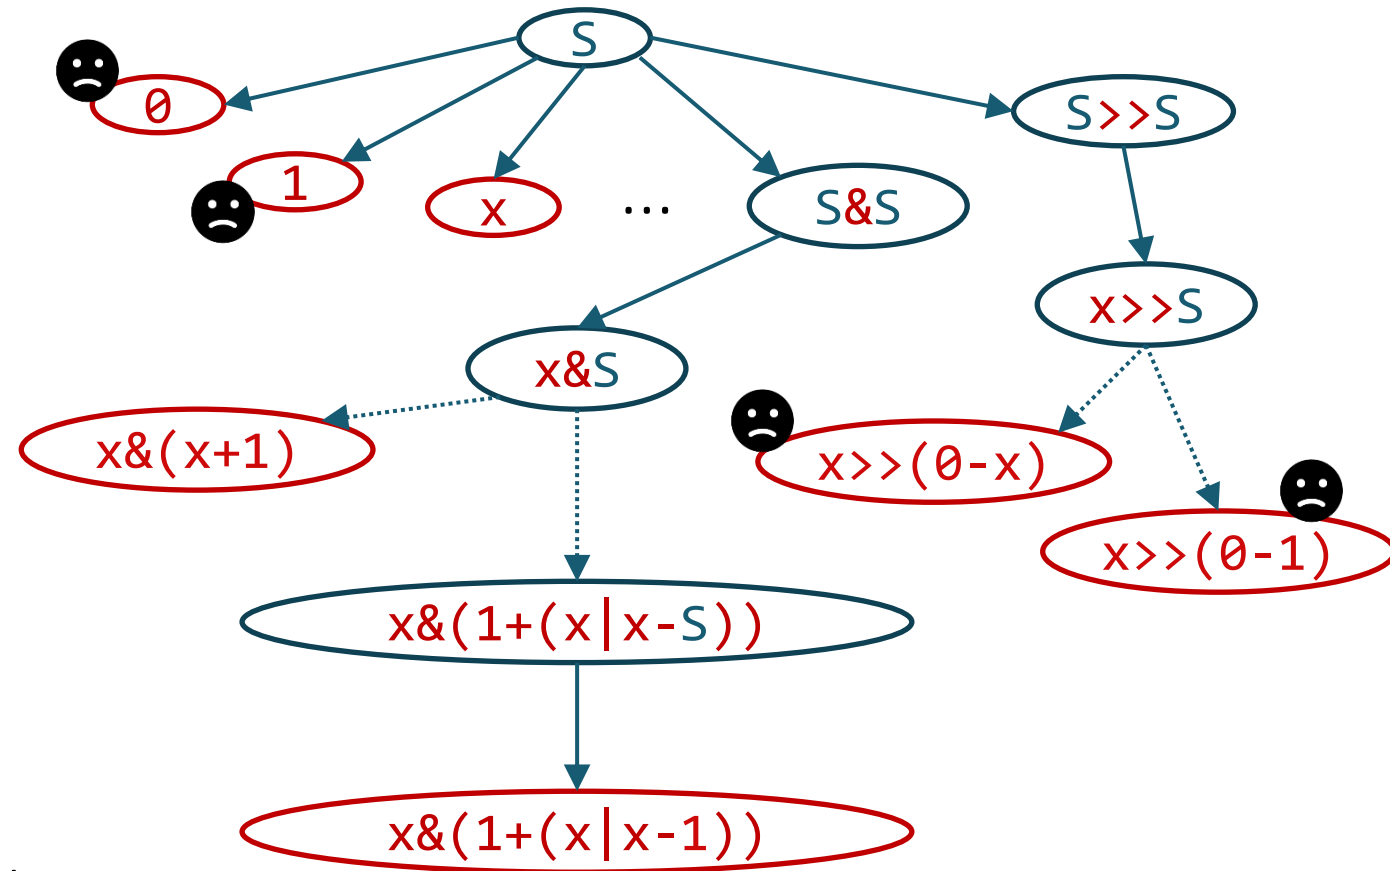 S
0
S>>S
1
x
...
S&S
x>>S
x&S
x&(x+1)
x>>(0-x)
x>>(0-1)
x&(1+(x|x-S))
x&(1+(x|x-1))